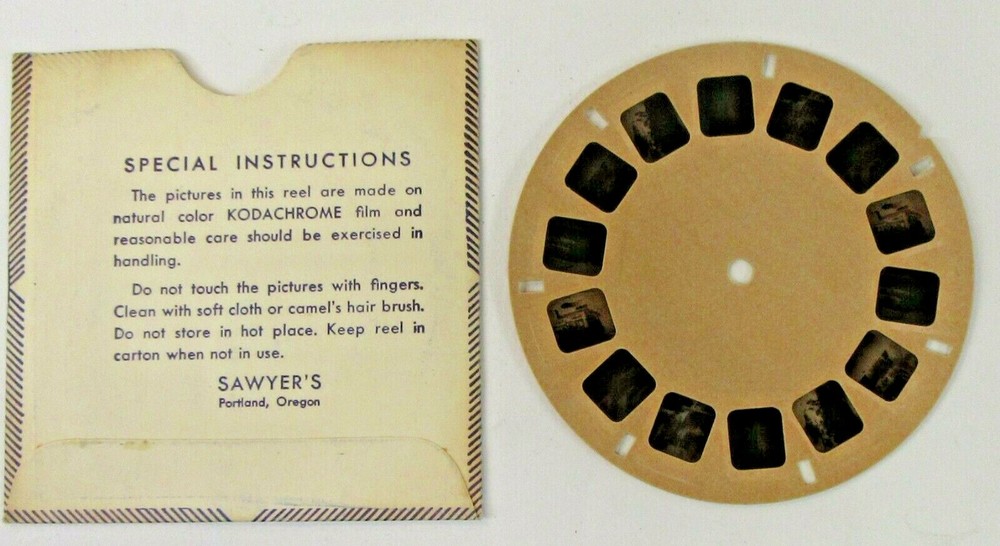 SPECIAL INSTRUCTIONS
The pictures in this reel are made on
natural color KODACHROME film and
reasonable care should be exercised in
handling.
Do not touch the pictures with fingers.
Clean with soft cloth or camel's hair brush.
Do not store in hot place. Keep reel in
carton when not in use.
SAWYER'S
Portland, Oregon